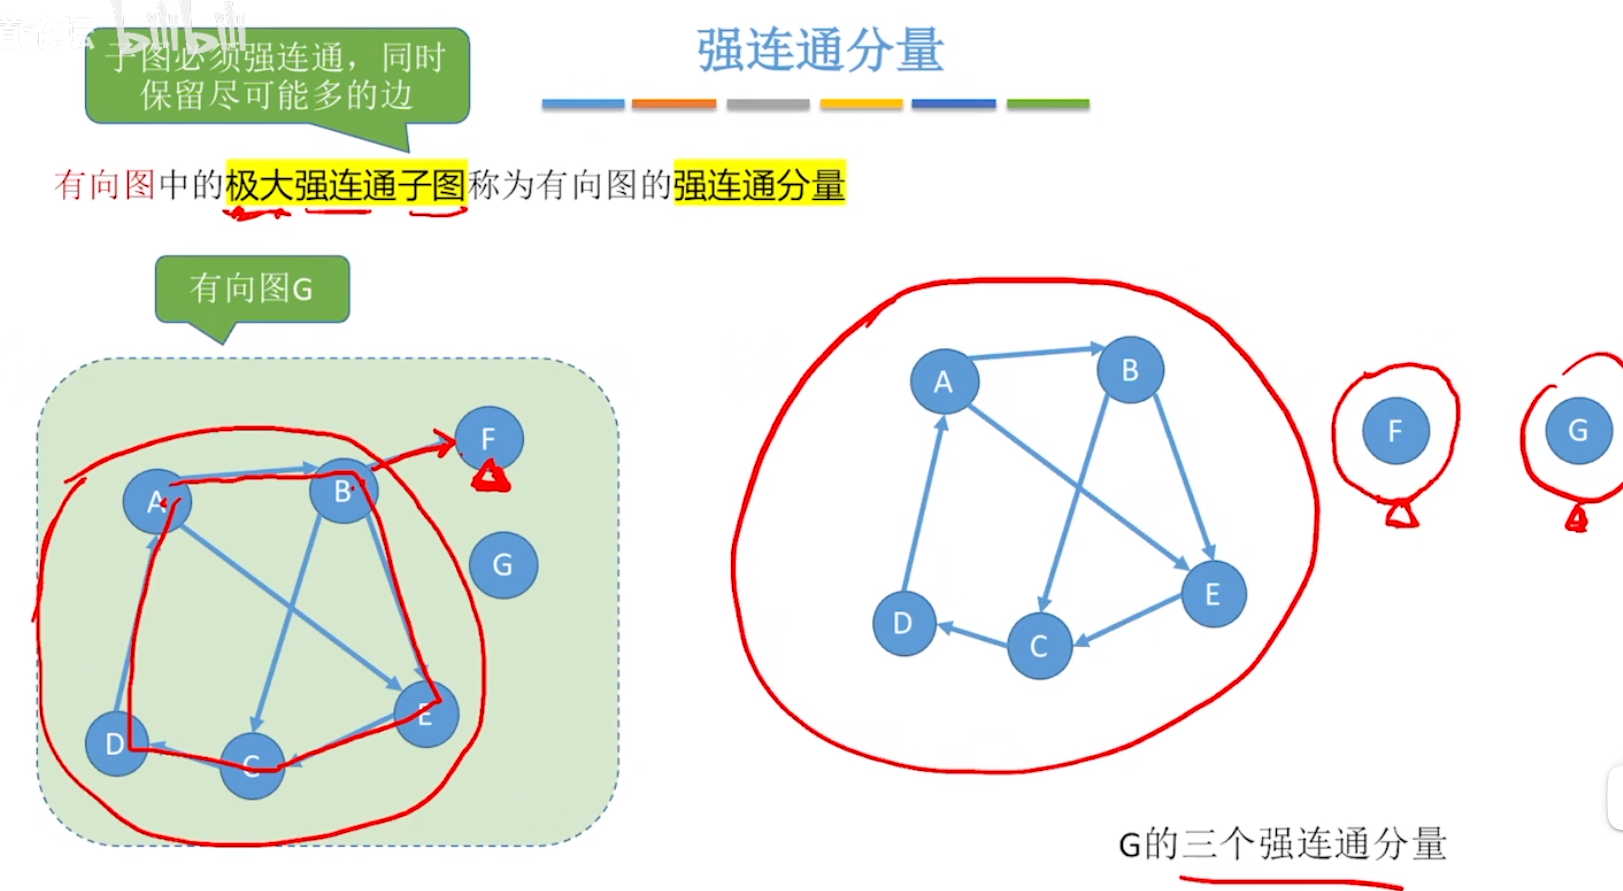 bilibili
强连通分量
子图必须强连通，同时
保留尽可能多的边
有向图中的极大强连通子图称为有向图的强连通分量
有向图G
A
B
F
G
D
C
E
A
B
F
G
D
C
E
G的三个强连通分量